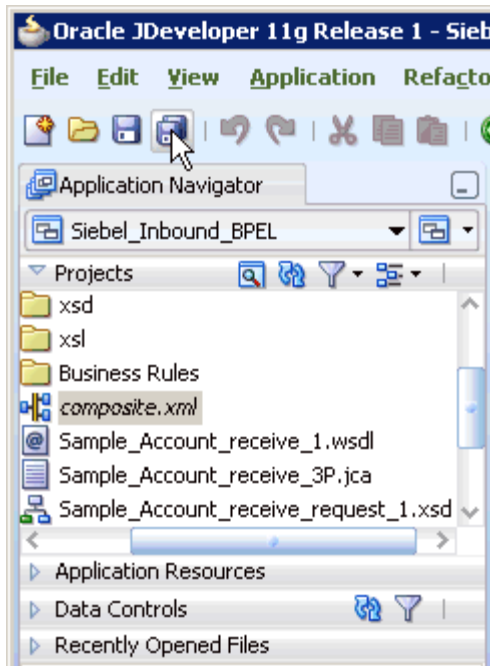 Oracle JDeveloper 11g Release 1 - Sieb
File Edit View Application Refacto
Application Navigator
Siebel_Inbound_BPEL
Projects
xsd
xsl
Business Rules
composite.xml
Sample_Account_receive_1.wsdl
Sample_Account_receive_3P.jca
Sample_Account_receive_request_1.xsd
Application Resources
Data Controls
Recently Opened Files